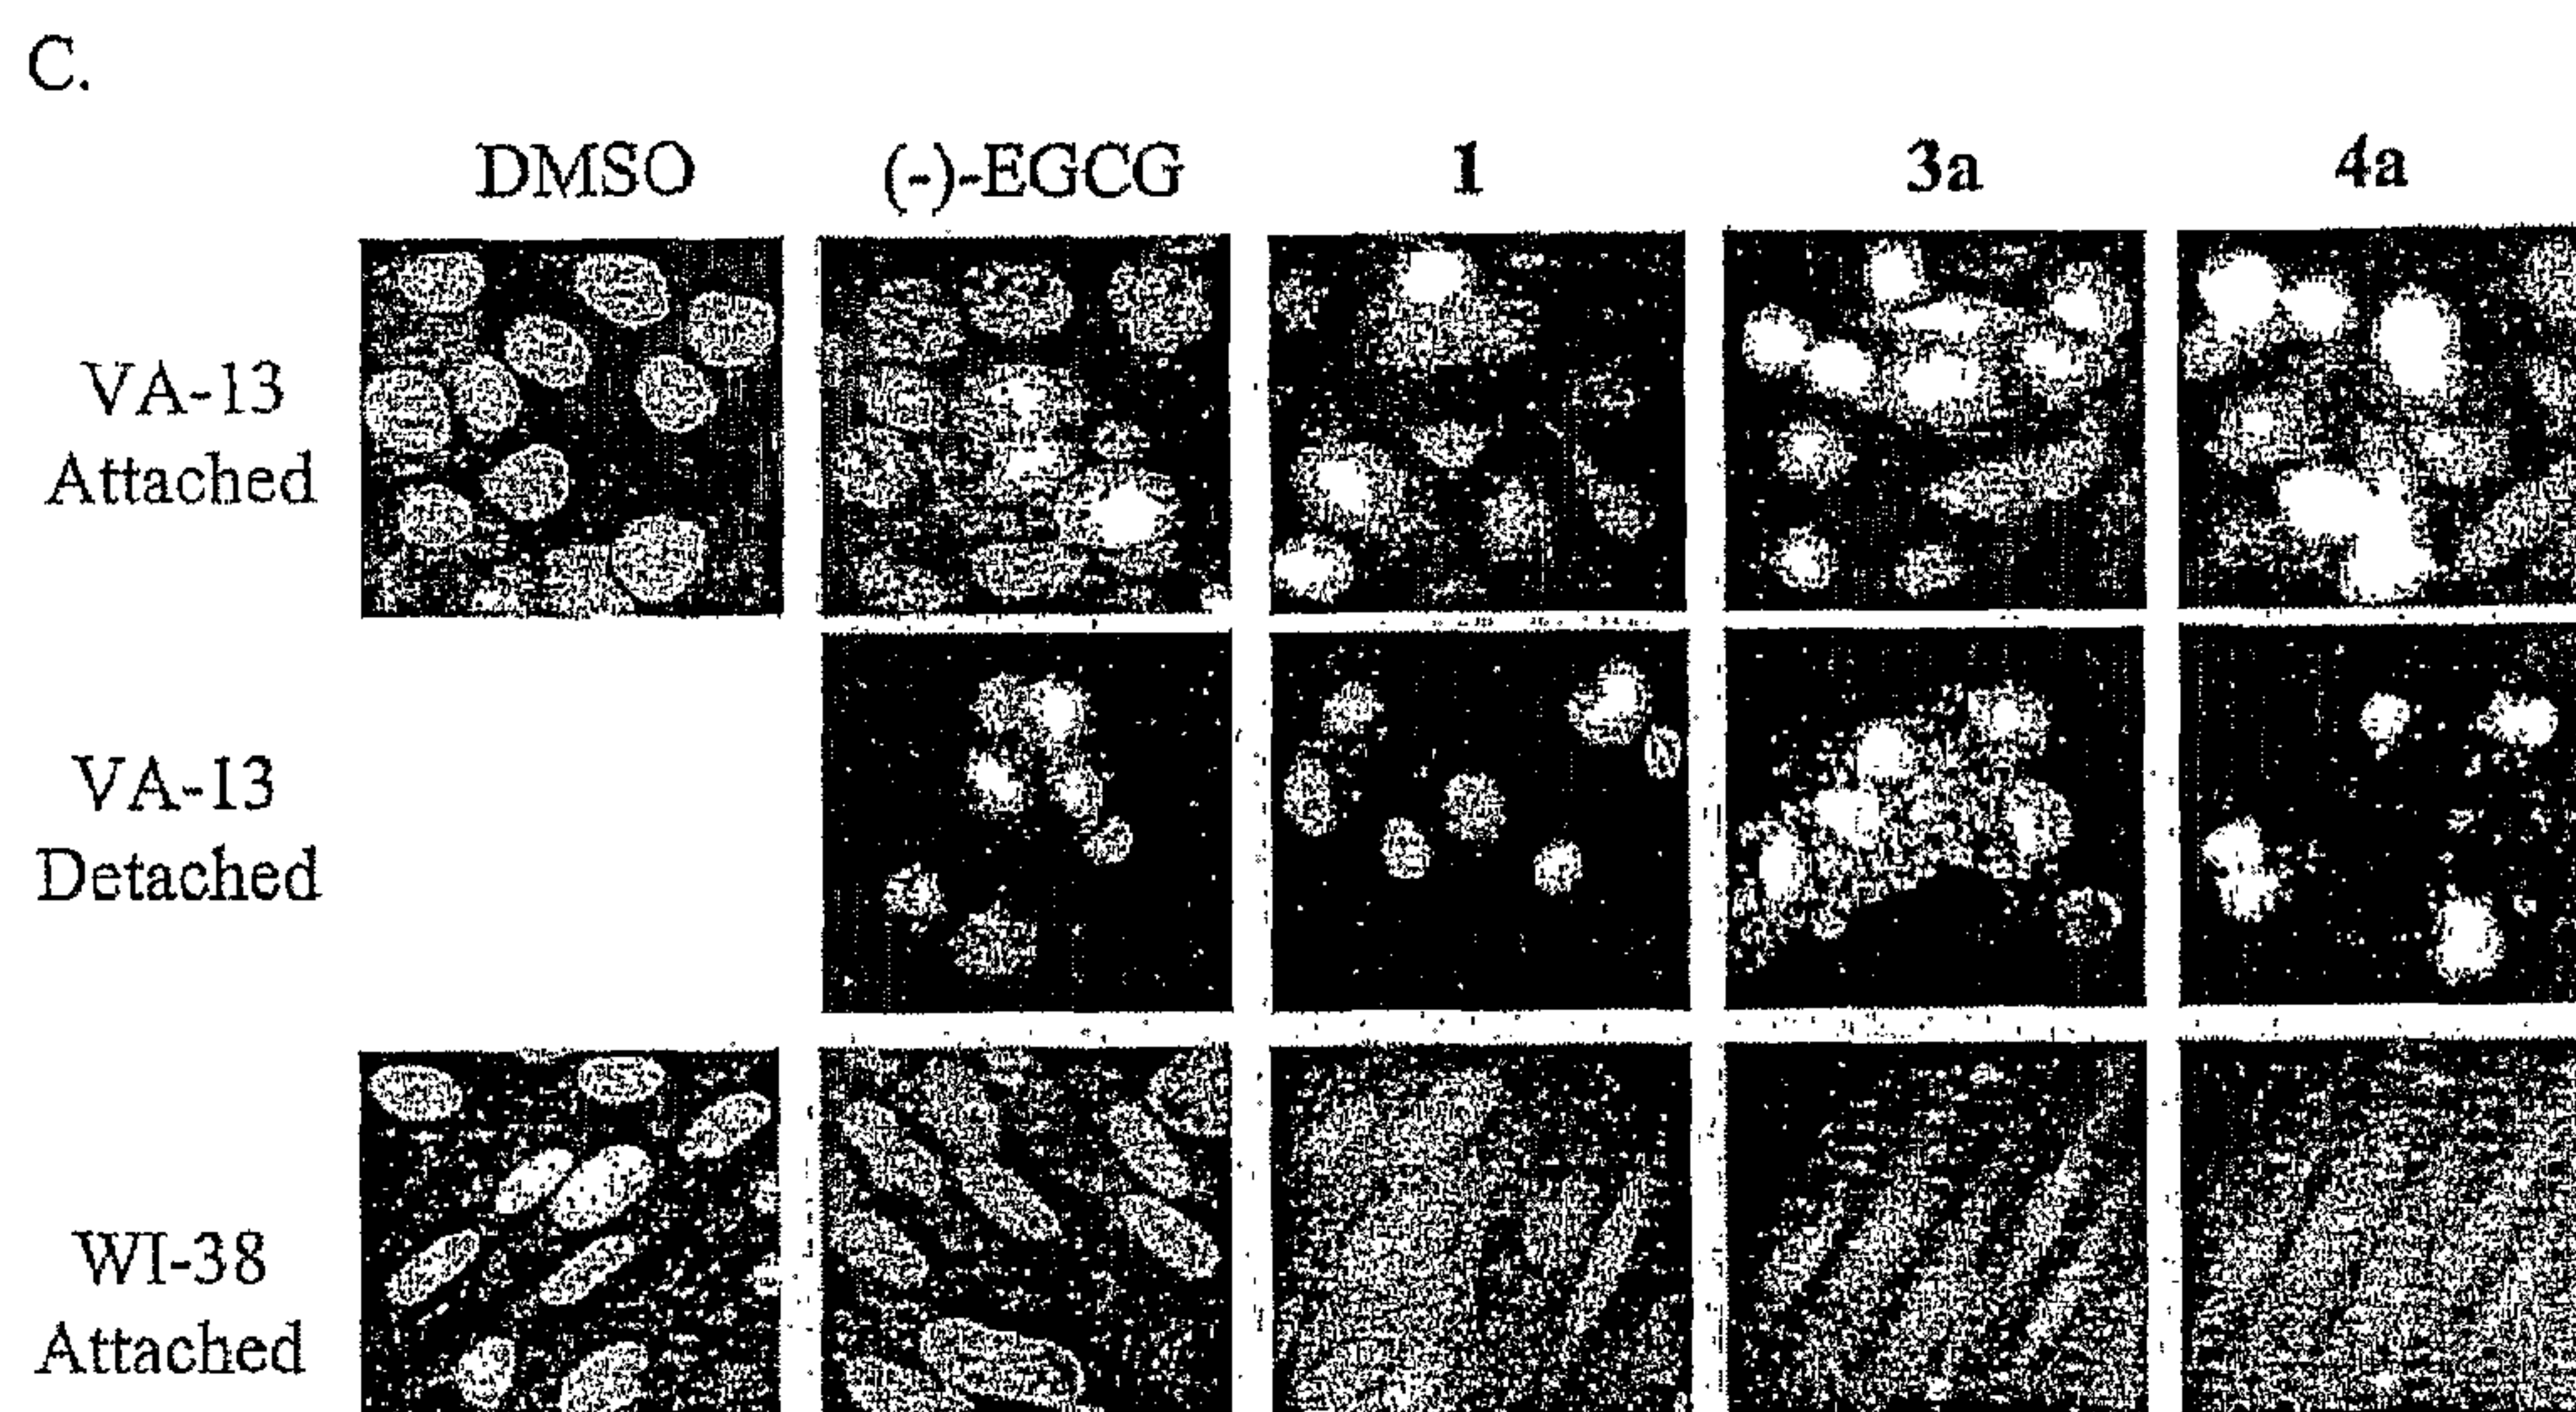 C.
DMSO (-)-EGCG 1 3a 4a
VA-13
Attached
VA-13
Detached
WI-38
Attached